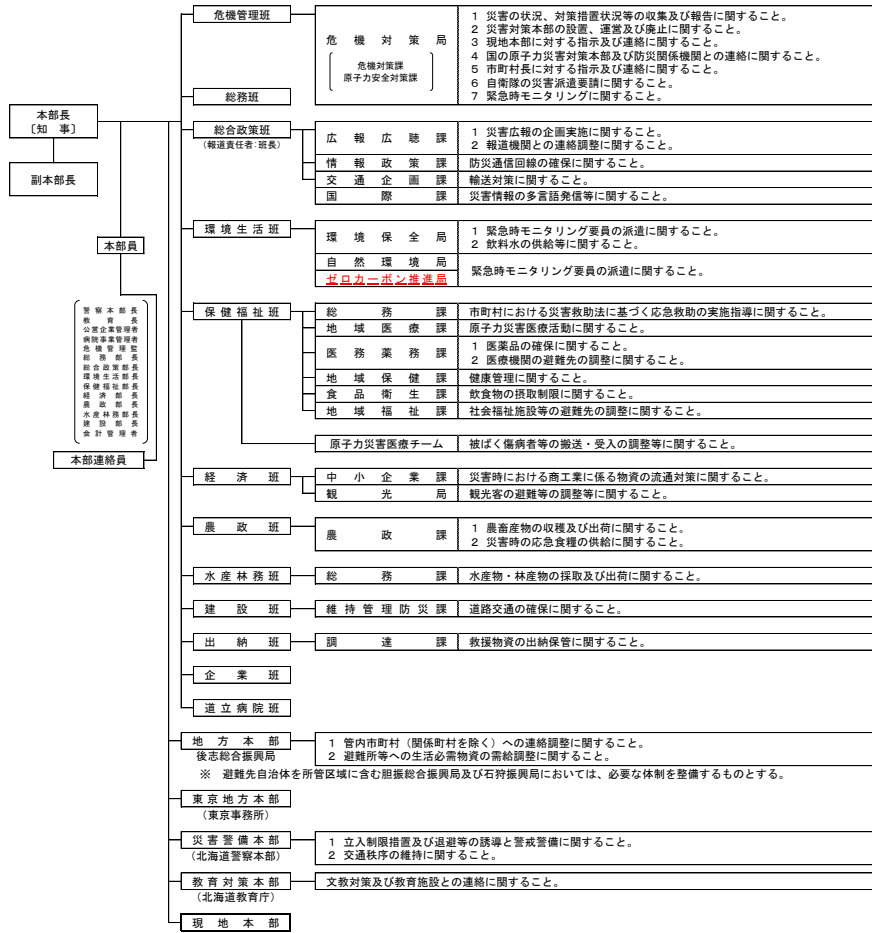 危機管理班
危機対策局
危機対策課
原子力安全対策課
1 災害の状況、対策措置状況等の収集及び報告に関すること。
2 災害対策本部の設置、運営及び廃止に関すること。
3 現地本部に対する指示及び連絡に関すること。
4 国の原子力災害対策本部及び防災関係機関との連絡に関すること。
5 市町村長に対する指示及び連絡に関すること。
6 自衛隊の災害派遣要請に関すること。
7 緊急時モニタリングに関すること。
総務班
本部長
〔知 事〕
副本部長
本部員
警察本部長
教育長
公営企業管理者
病院事業管理者
危機管理監
総務部長
総合政策部長
環境生活部長
保健福祉部長
経済部長
農政部長
水産林務部長
建設部長
会計管理者
本部連絡員
総合政策班
(報道責任者:班長)
広報広聴課
1 災害広報の企画実施に関すること。
2 報道機関との連絡調整に関すること。
情報政策課
防災通信回線の確保に関すること。
交通企画課
輸送対策に関すること。
国際課
災害情報の多言語発信等に関すること。
環境生活班
環境保全局
1 緊急時モニタリング要員の派遣に関すること。
2 飲料水の供給等に関すること。
自然環境局
ゼロカーボン推進局
緊急時モニタリング要員の派遣に関すること。
保健福祉班
総務課
市町村における災害救助法に基づく応急救助の実施指導に関すること。
地域医療課
原子力災害医療活動に関すること。
医務薬務課
1 医薬品の確保に関すること。
2 医療機関の避難先の調整に関すること。
地域保健課
健康管理に関すること。
食品衛生課
飲食物の摂取制限に関すること。
地域福祉課
社会福祉施設等の避難先の調整に関すること。
原子力災害医療チーム
被ばく傷病者等の搬送・受入の調整等に関すること。
経済班
中小企業課
災害時における商工業に係る物資の流通対策に関すること。
観光局
観光客の避難等の調整等に関すること。
農政班
農政課
1 農畜産物の収穫及び出荷に関すること。
2 災害時の応急食糧の供給に関すること。
水産林務班
総務課
水産物・林産物の採取及び出荷に関すること。
建設班
維持管理防災課
道路交通の確保に関すること。
出納班
調達課
救援物資の出納保管に関すること。
企業班
道立病院班
地方本部
後志総合振興局
1 管内市町村(関係町村を除く)への連絡調整に関すること。
2 避難所等への生活必需物資の需給調整に関すること。
※ 避難先自治体を所管区域に含む胆振総合振興局及び石狩振興局においては、必要な体制を整備するものとする。
東京地方本部
(東京事務所)
災害警備本部
(北海道警察本部)
1 立入制限措置及び退避等の誘導と警戒警備に関すること。
2 交通秩序の維持に関すること。
教育対策本部
(北海道教育庁)
文教対策及び教育施設との連絡に関すること。
現地本部